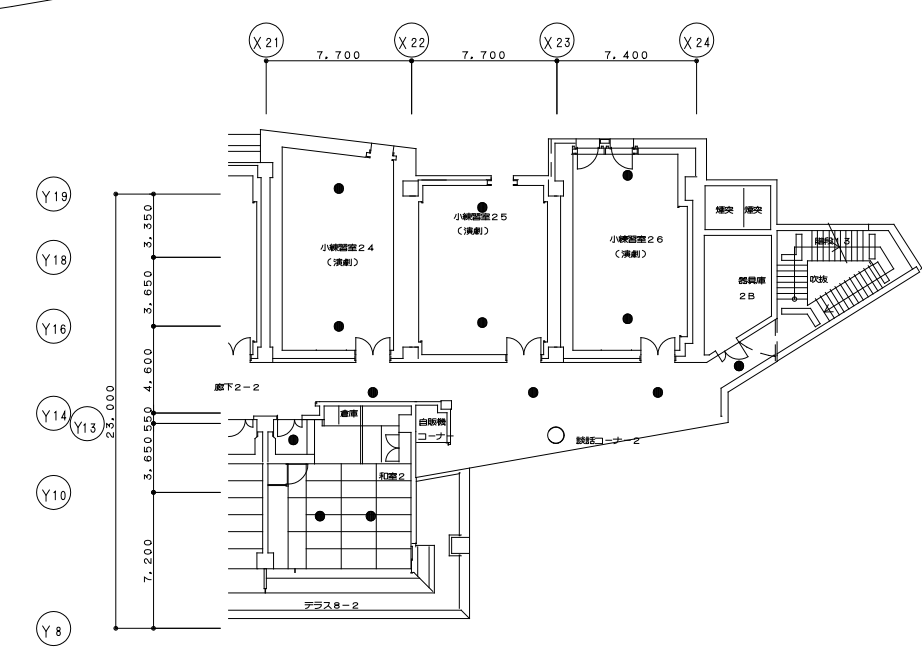 X21
X22
X23
X24
7.700
7.700
7.400
Y19
Y18
Y16
Y14
Y13
Y10
Y8
3,350
3,650
4,600
550
3,650
7,200
23,000
小練習室24
(演劇)
小練習室25
(演劇)
小練習室26
(演劇)
煙突
煙突
階段13
吹抜
器具庫
2B
廊下2-2
倉庫
自販機
コーナー
談話コーナー2
和室2
テラス8-2